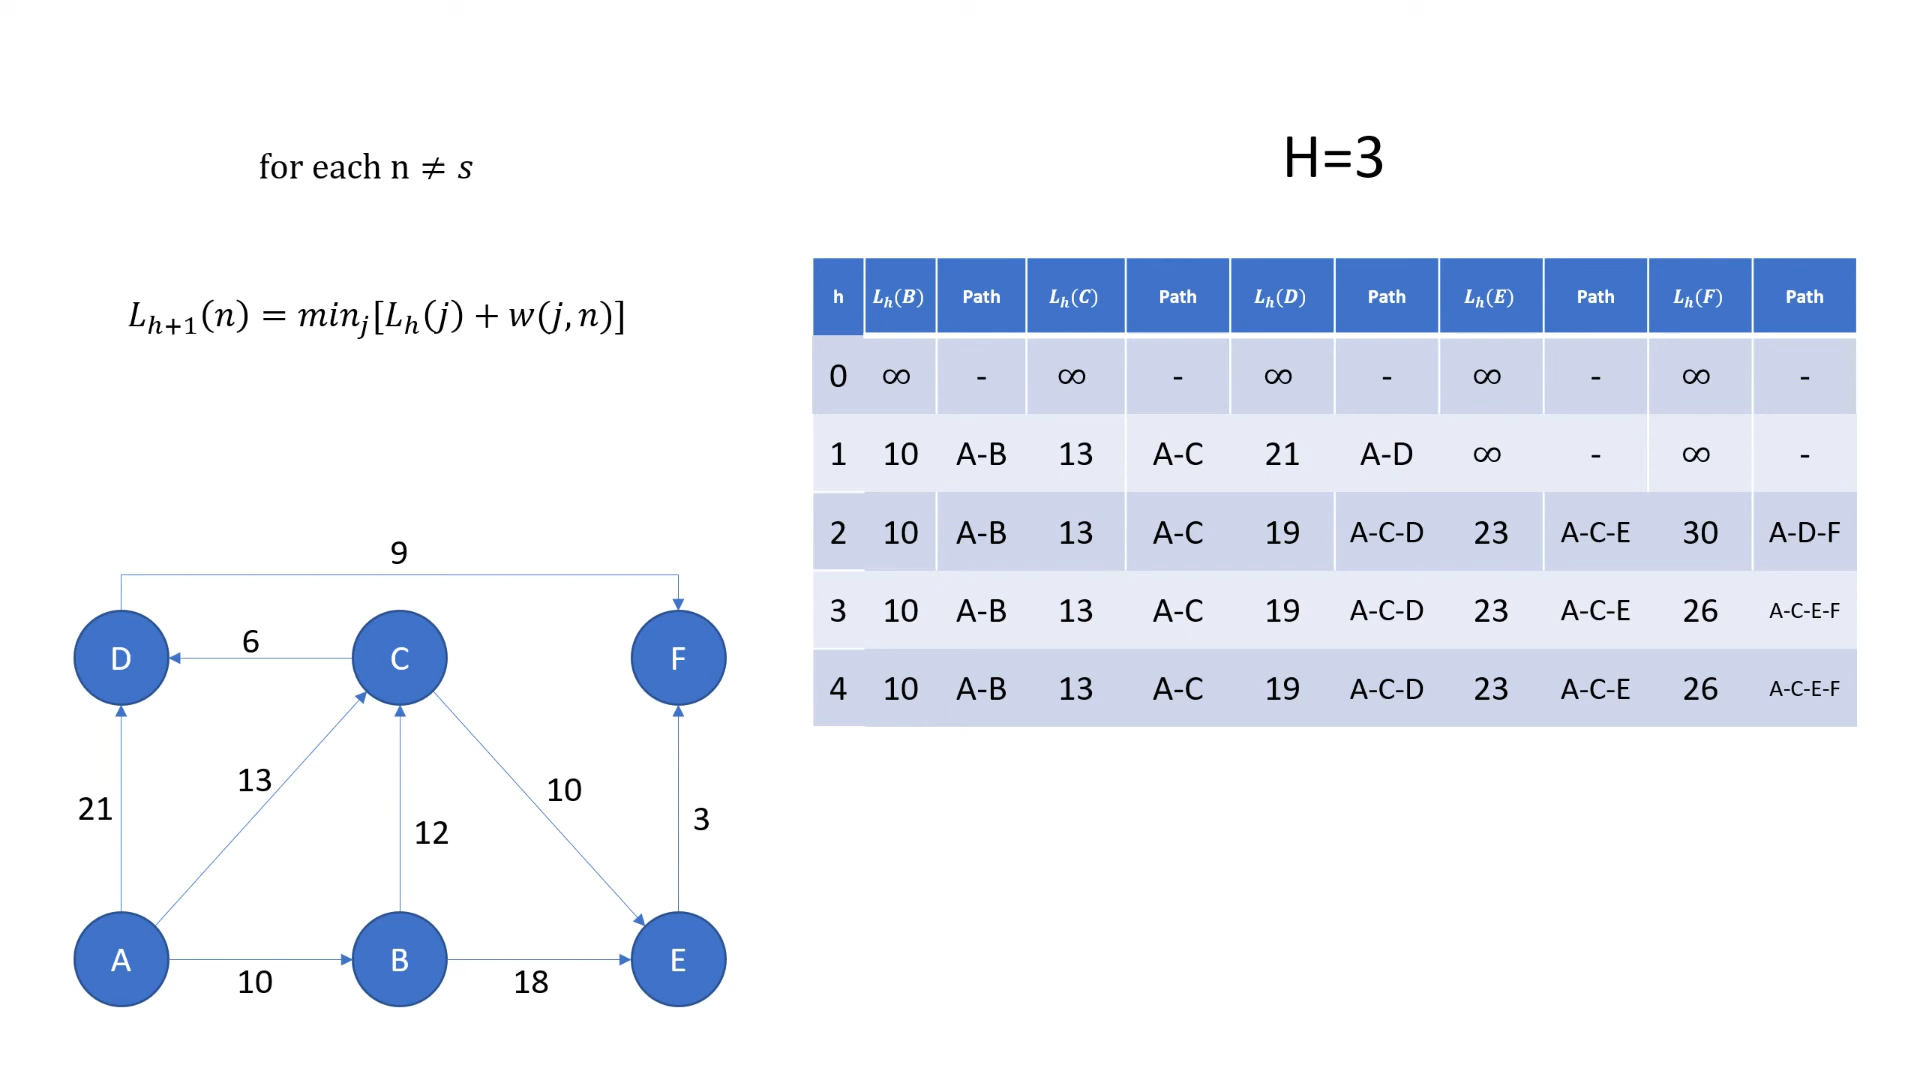 for each n ≠ s
H=3
L_{h+1}(n) = min_j[L_h(j) + w(j, n)]
h L_h(B) Path L_h(C) Path L_h(D) Path L_h(E) Path L_h(F) Path
0 ∞ - ∞ - ∞ - ∞ - ∞ -
1 10 A-B 13 A-C 21 A-D ∞ - ∞ -
2 10 A-B 13 A-C 19 A-C-D 23 A-C-E 30 A-D-F
3 10 A-B 13 A-C 19 A-C-D 23 A-C-E 26 A-C-E-F
4 10 A-B 13 A-C 19 A-C-D 23 A-C-E 26 A-C-E-F
9
6
D C F
13
10
21
3
12
A B E
10 18